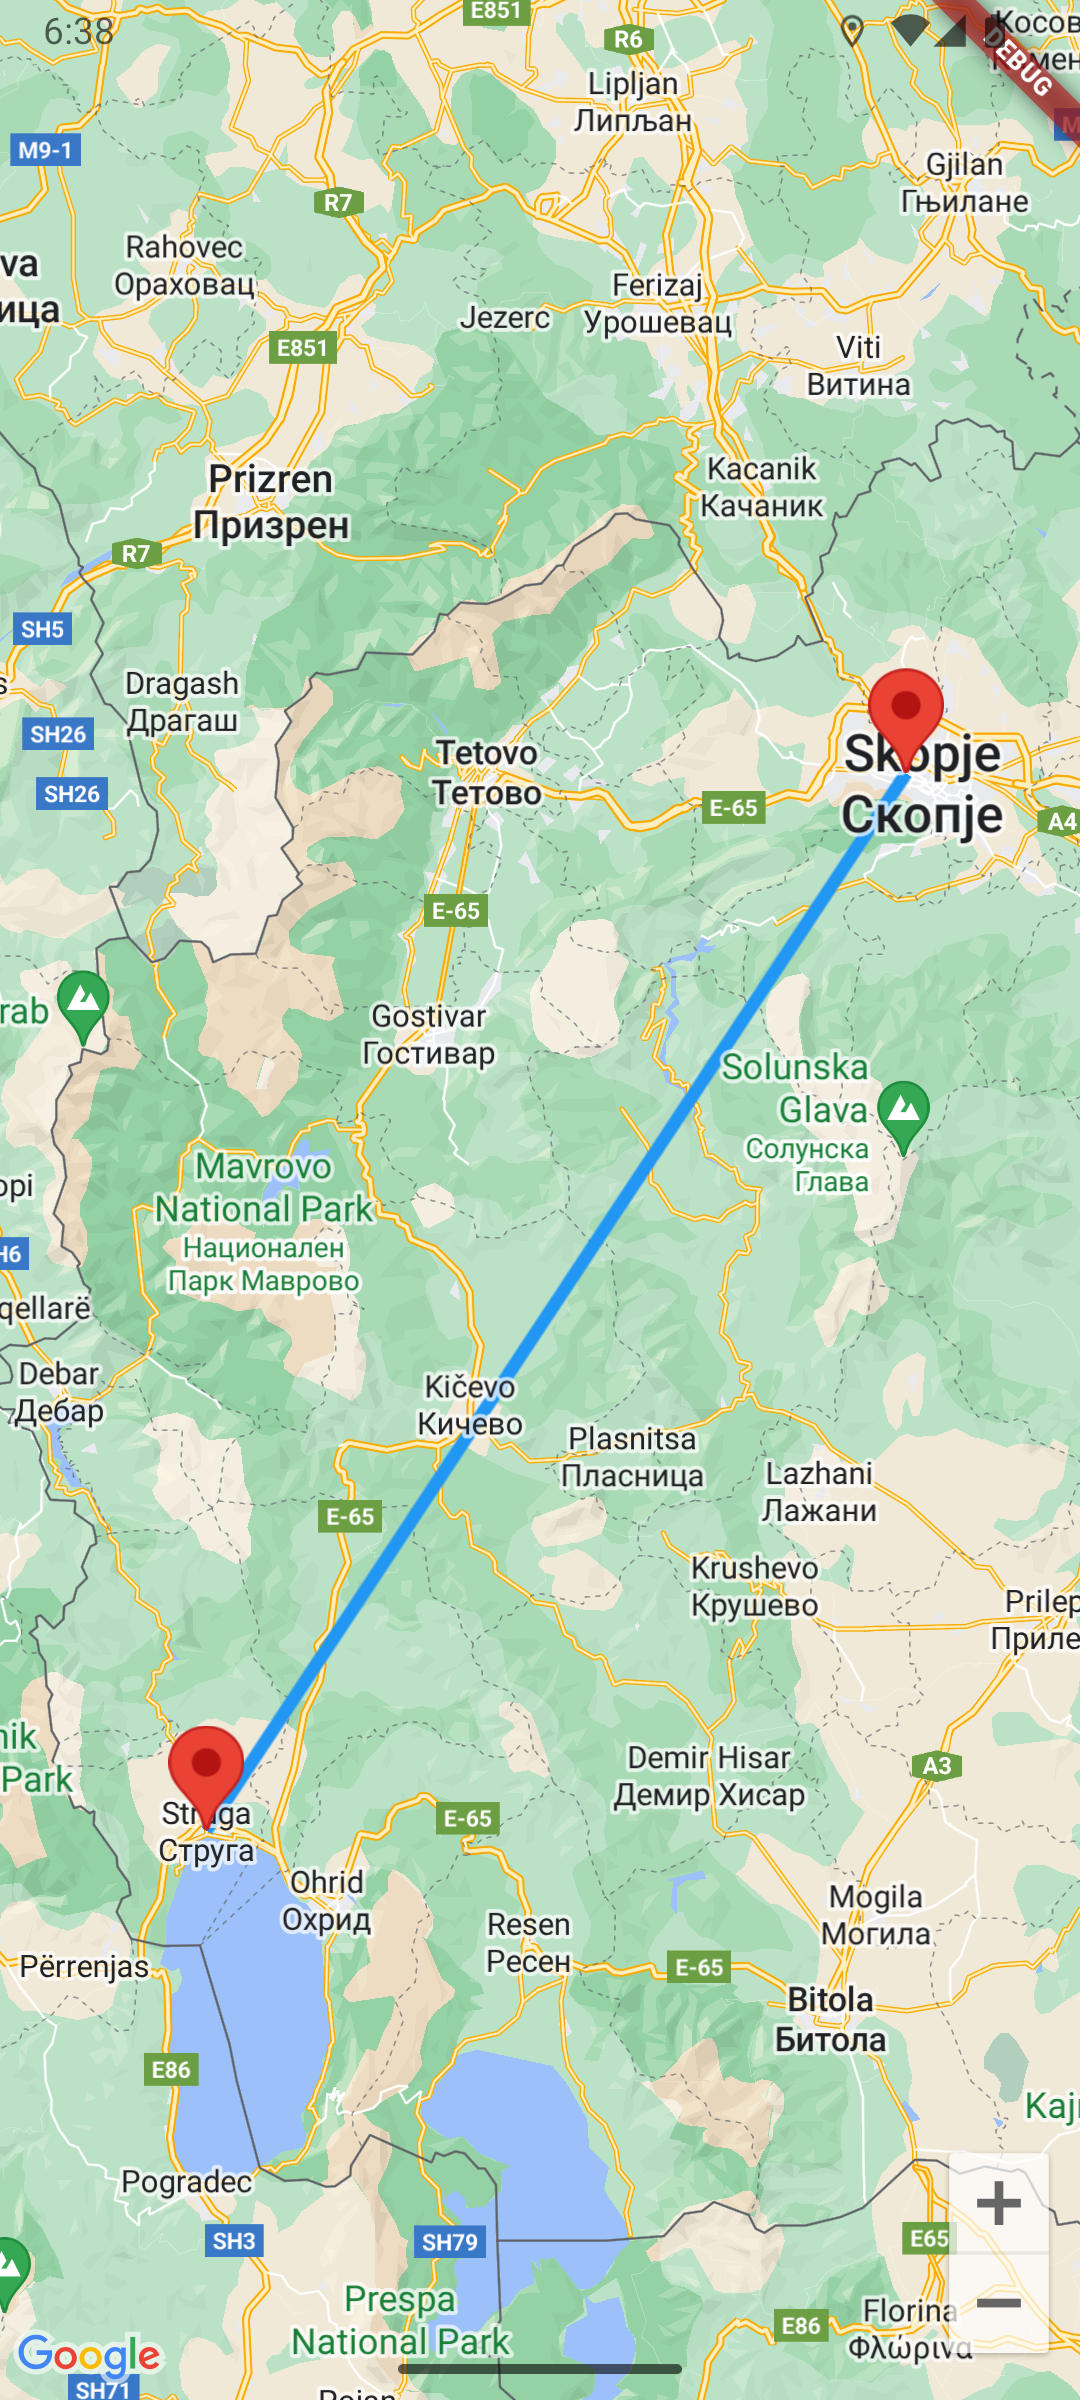 6:38
E851
R6
Косов
DEBUG
Lipljan
Липљан
M9-1
R7
Gjilan
Гњилане
Rahovec
Ораховац
Ferizaj
Урошевац
Jezerc
E851
Viti
Витина
Prizren
Призрен
Kacanik
Качаник
R7
SH5
Dragash
Драгаш
SH26
SH26
Tetovo
Тетово
Skopje
Скопје
E-65
A4
E-65
rab
Gostivar
Гостивар
Solunska
Glava
Солунска
Глава
Mavrovo
National Park
Национален
Парк Маврово
opi
H6
qellarë
Debar
Дебар
Kičevo
Кичево
Plasnitsa
Пласница
Lazhani
Лажани
E-65
Krushevo
Крушево
Prilep
Приле
nik
Park
Demir Hisar
Демир Хисар
A3
Struga
Струга
E-65
Ohrid
Охрид
Resen
Ресен
Mogila
Могила
Përrenjas
E-65
Bitola
Битола
E86
Kaj
Pogradec
SH3
SH79
E65
Prespa
National Park
E86
Florina
Φλώρινα
Google
SH71